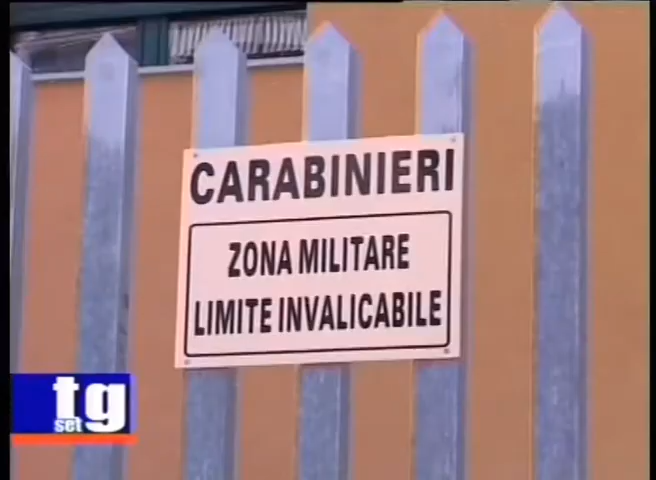 CARABINIERI
ZONA MILITARE
LIMITE INVALICABILE
tg
set